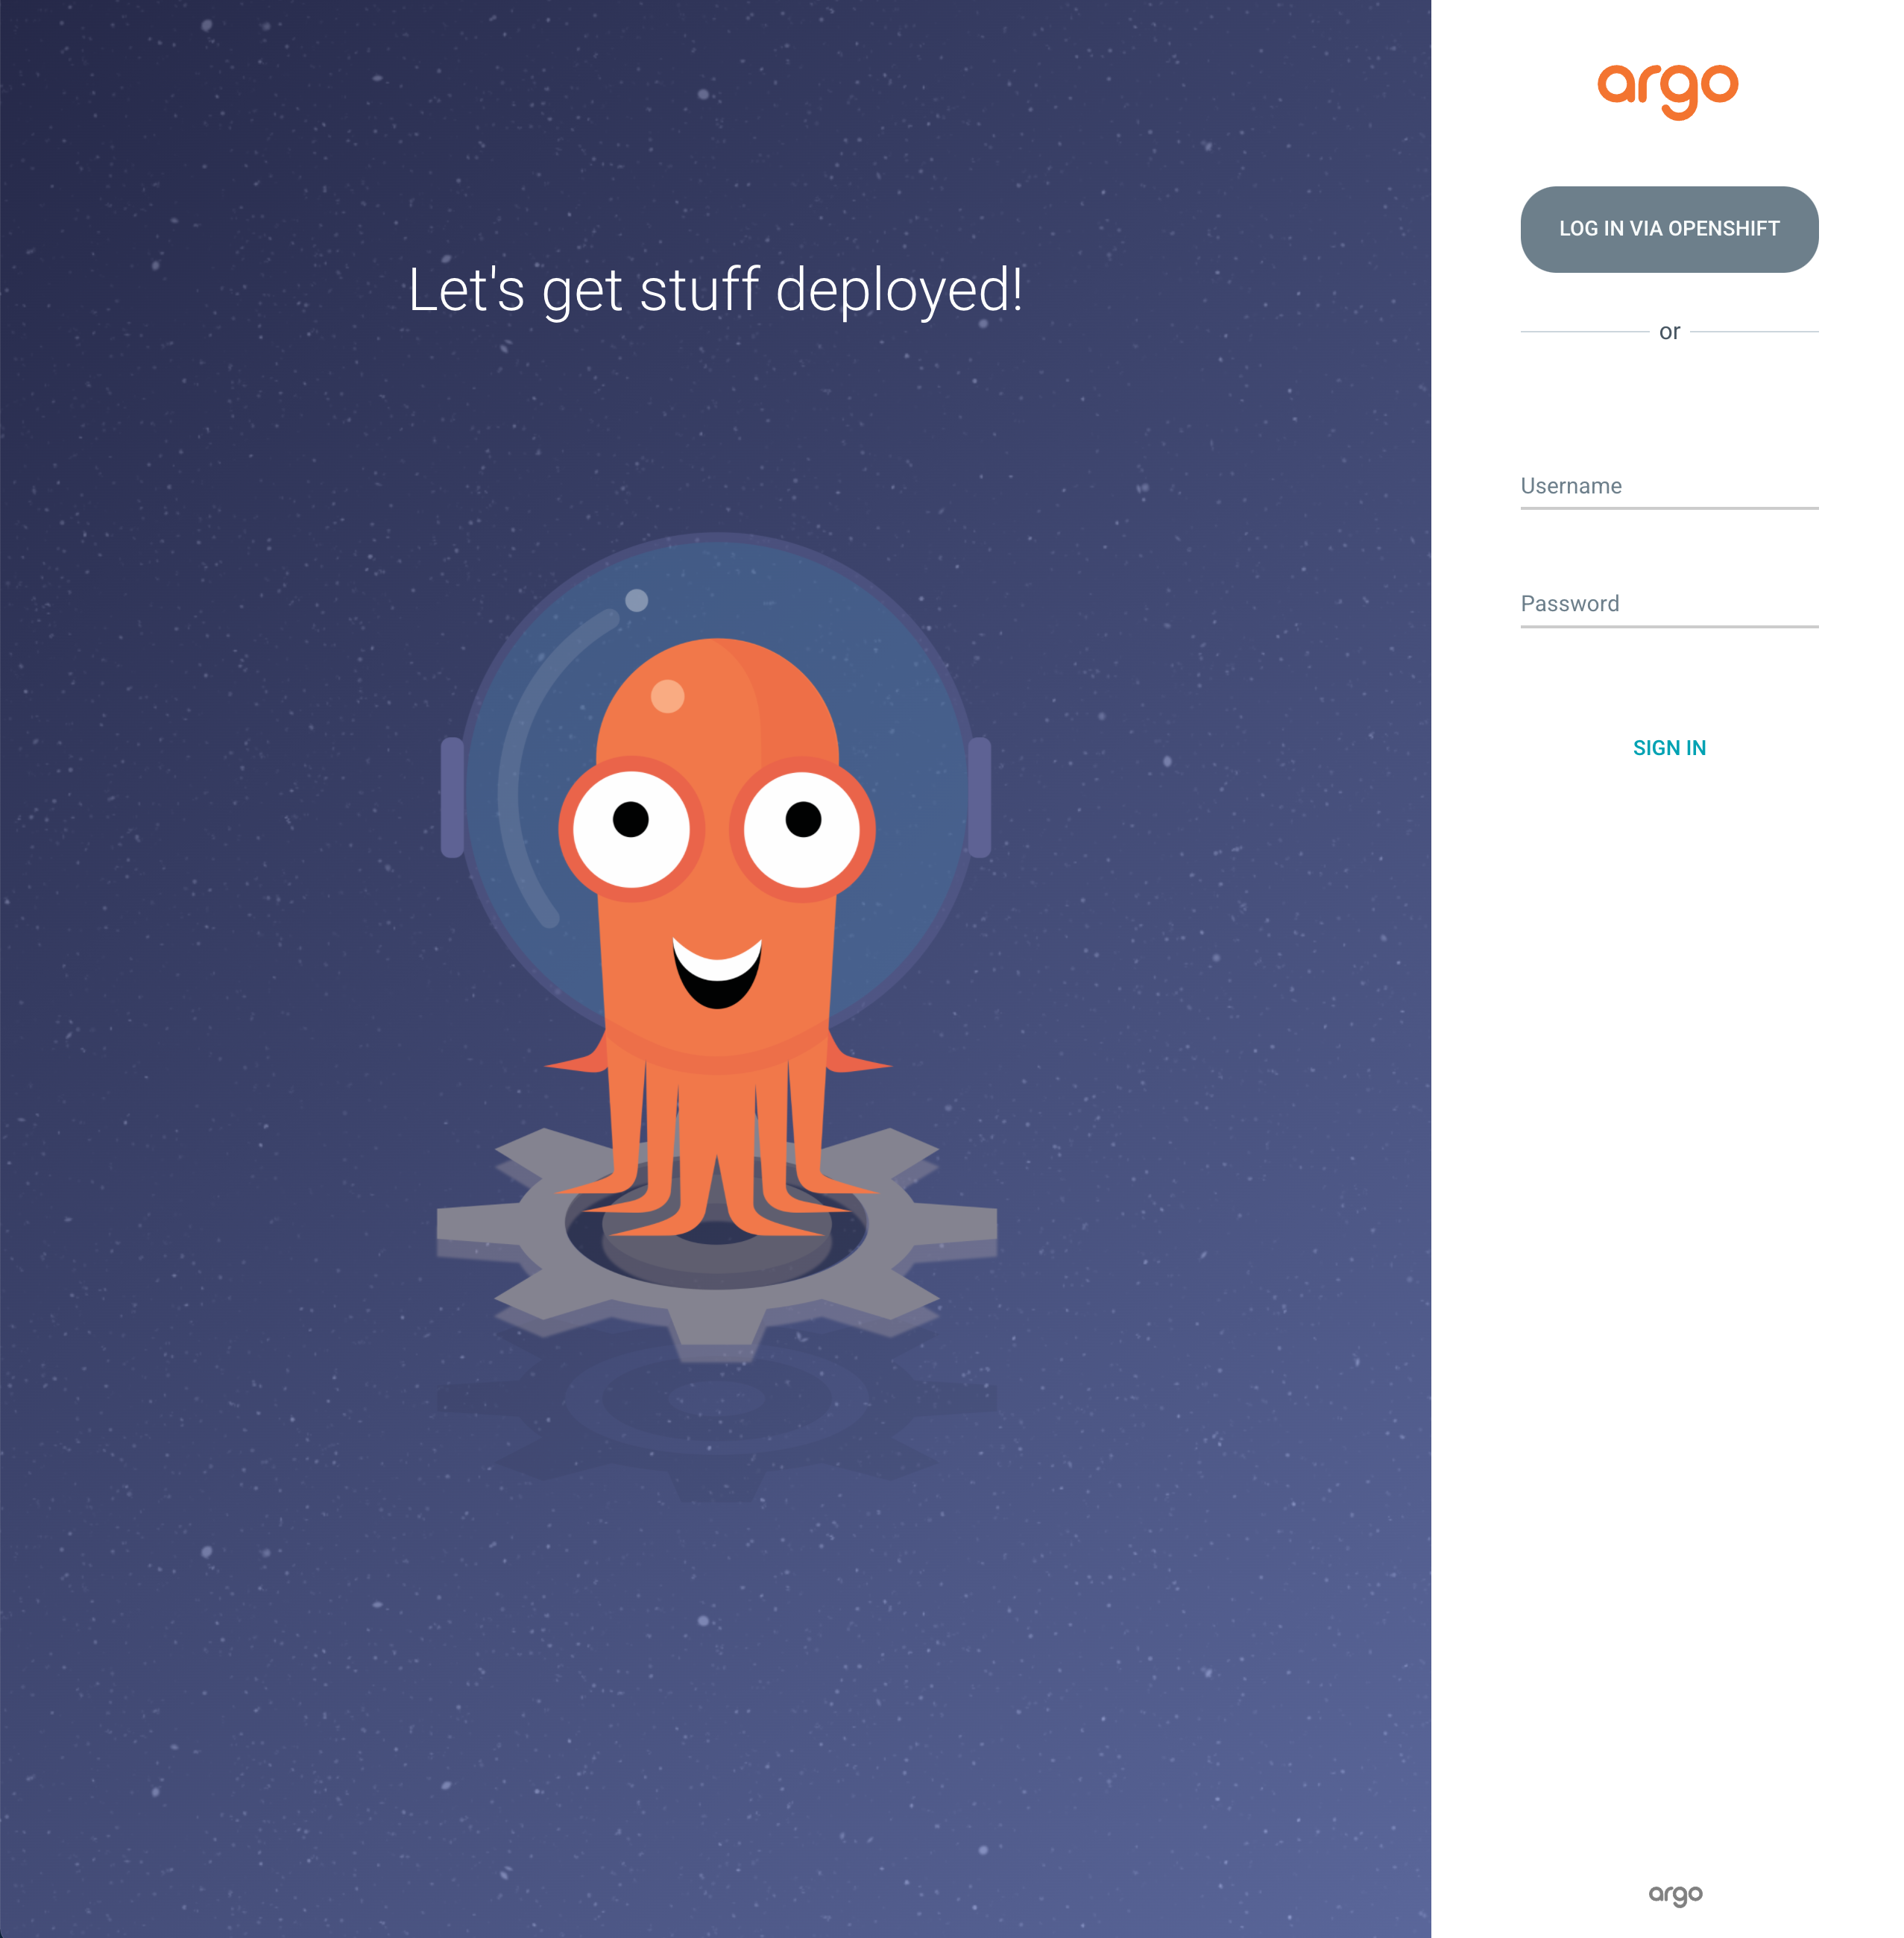 Let's get stuff deployed!
argo
LOG IN VIA OPENSHIFT
or
Username
Password
SIGN IN
argo